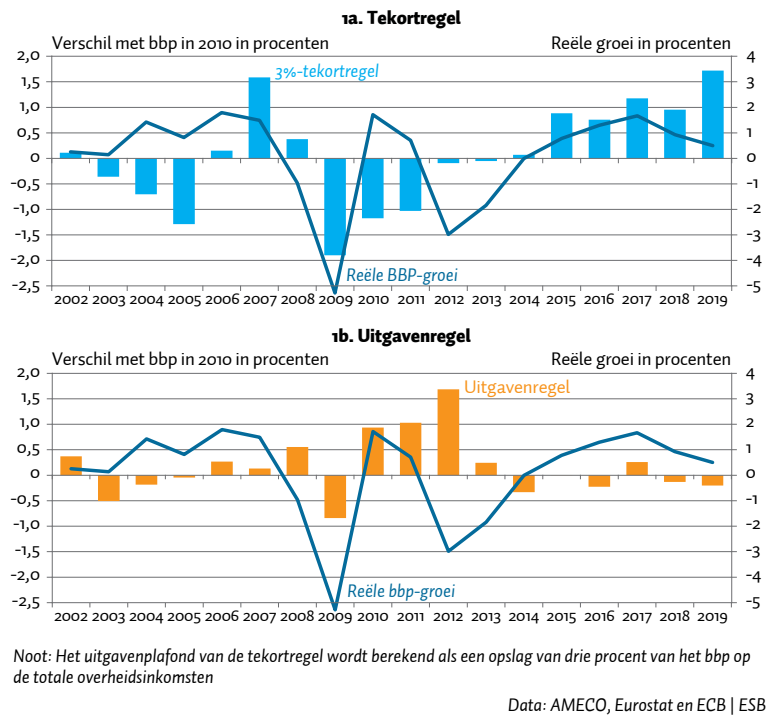 1a. Tekortregel
Verschil met bbp in 2010 in procenten Reële groei in procenten
2,0 4
1,5 3%-tekortregel 3
1,0 2
0,5 1
0 0
-0,5 -1
-1,0 -2
-1,5 -3
-2,0 Reële BBP-groei -4
-2,5 -5
2002 2003 2004 2005 2006 2007 2008 2009 2010 2011 2012 2013 2014 2015 2016 2017 2018 2019
1b. Uitgavenregel
Verschil met bbp in 2010 in procenten Reële groei in procenten
2,0 4
1,5 Uitgavenregel 3
1,0 2
0,5 1
0 0
-0,5 -1
-1,0 -2
-1,5 -3
-2,0 -4
Reële bbp-groei
-2,5 -5
2002 2003 2004 2005 2006 2007 2008 2009 2010 2011 2012 2013 2014 2015 2016 2017 2018 2019
Noot: Het uitgavenplafond van de tekortregel wordt berekend als een opslag van drie procent van het bbp op
de totale overheidsinkomsten
Data: AMECO, Eurostat en ECB | ESB